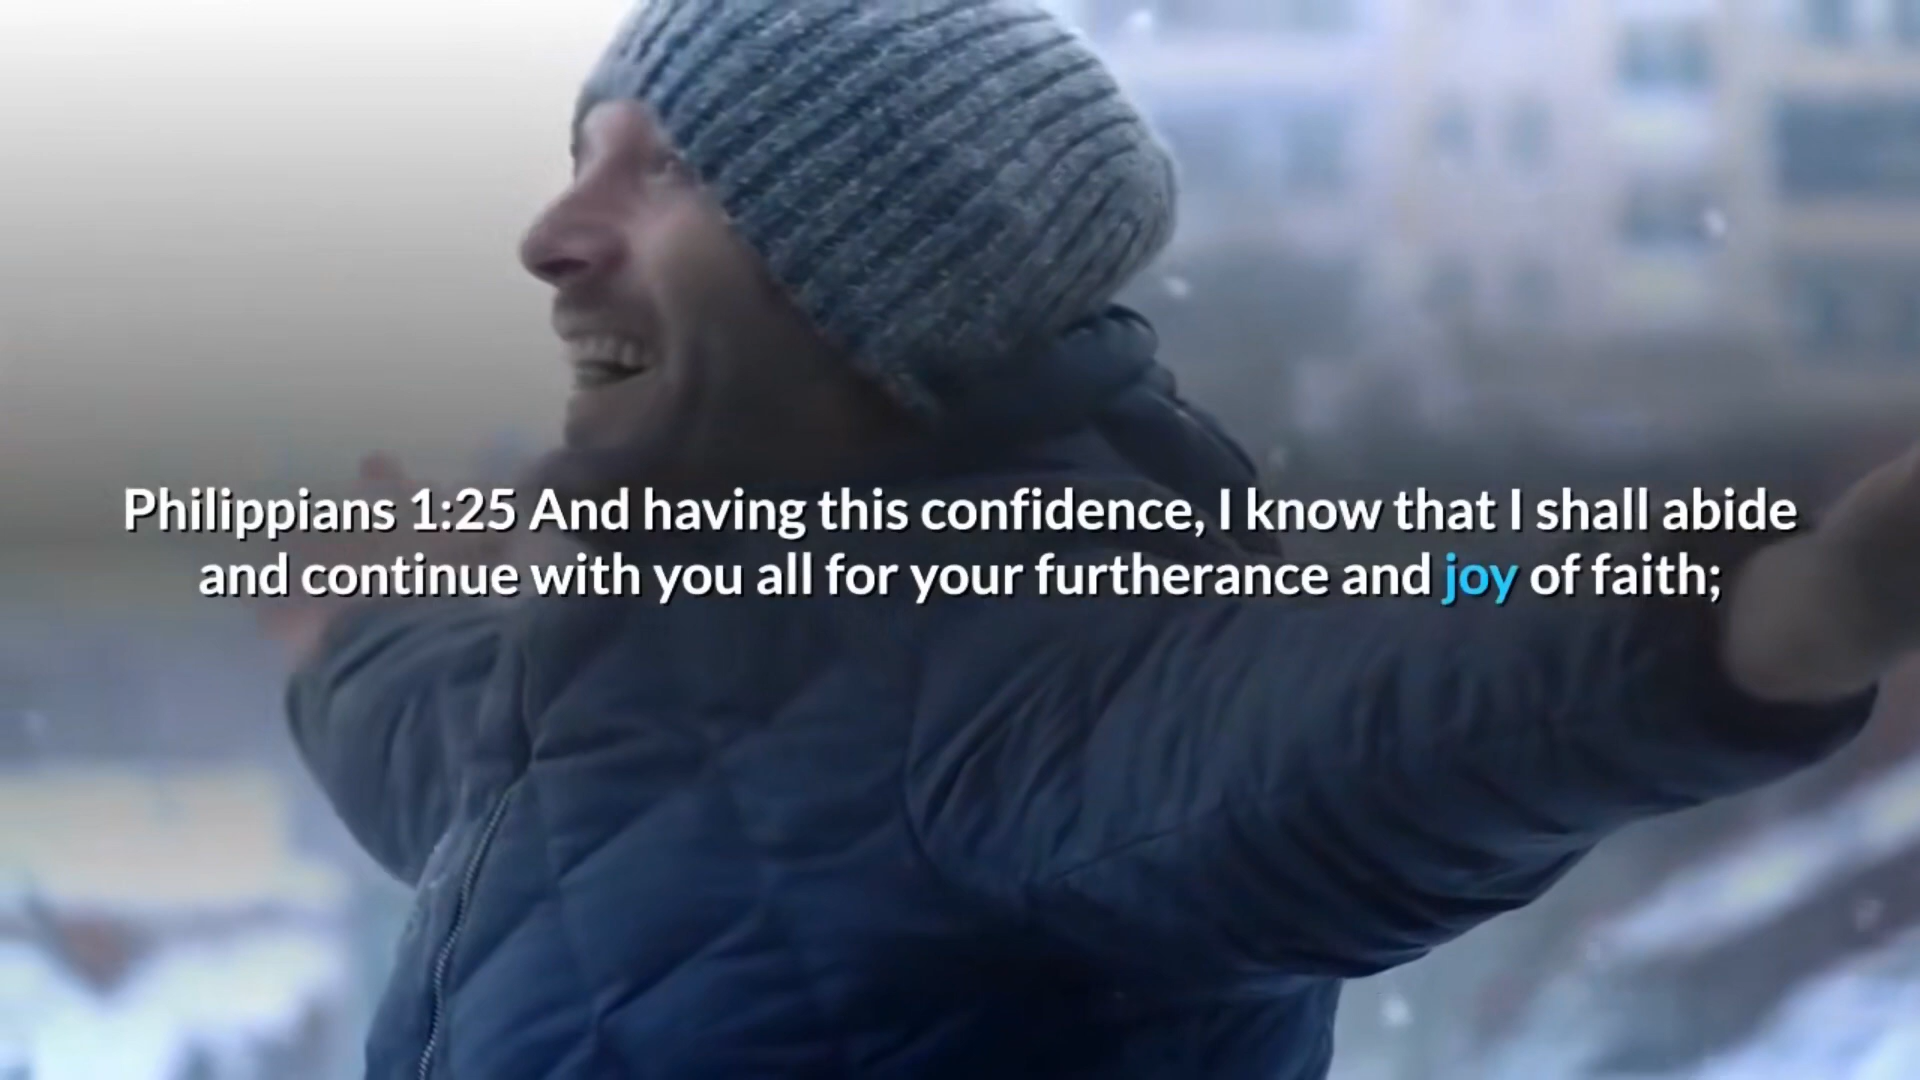 Philippians 1:25 And having this confidence, I know that I shall abide
and continue with you all for your furtherance and joy of faith;